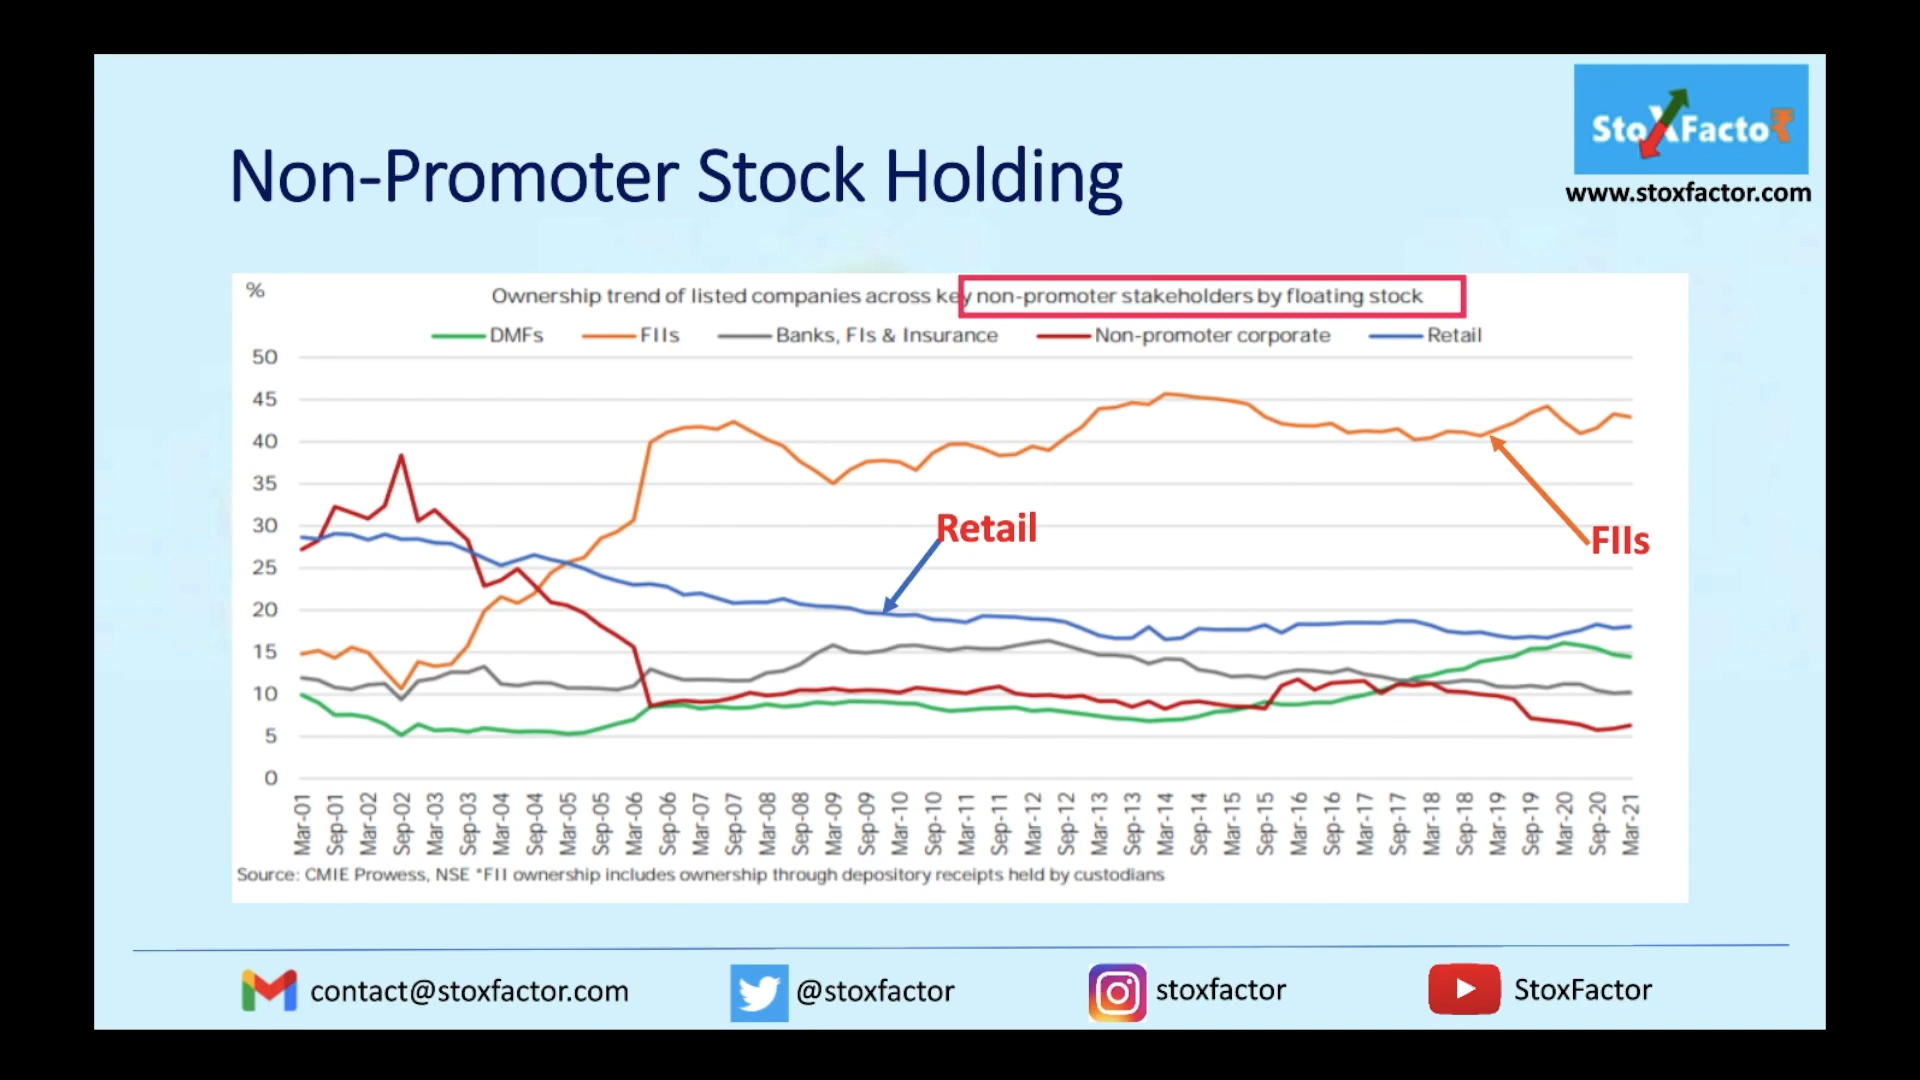 StoXFacto₹
www.stoxfactor.com
Non-Promoter Stock Holding
%
Ownership trend of listed companies across key non-promoter stakeholders by floating stock
DMFs FIIs Banks, FIs & Insurance Non-promoter corporate Retail
50
45
40
35
30
25
20
15
10
5
0
Retail
FIIs
Mar-01 Sep-01 Mar-02 Sep-02 Mar-03 Sep-03 Mar-04 Sep-04 Mar-05 Sep-05 Mar-06 Sep-06 Mar-07 Sep-07 Mar-08 Sep-08 Mar-09 Sep-09 Mar-10 Sep-10 Mar-11 Sep-11 Mar-12 Sep-12 Mar-13 Sep-13 Mar-14 Sep-14 Mar-15 Sep-15 Mar-16 Sep-16 Mar-17 Sep-17 Mar-18 Sep-18 Mar-19 Sep-19 Mar-20 Sep-20 Mar-21
Source: CMIE Prowess, NSE *FII ownership includes ownership through depository receipts held by custodians
contact@stoxfactor.com @stoxfactor stoxfactor StoxFactor